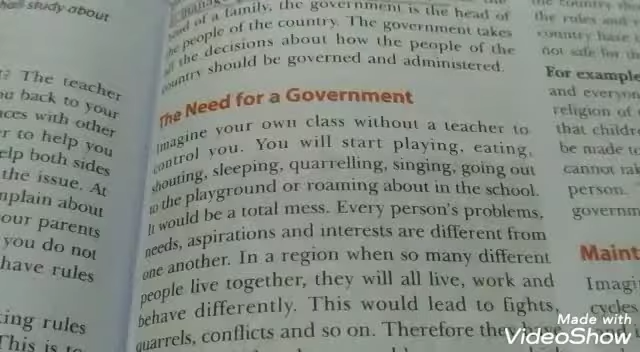 shall study about
? The teacher
back to your
with other
to help you
help both sides
the issue. At
about
our parents
you do not
have rules
rules
This is
of a family, the government is the head of
the people of the country. The government takes
all the decisions about how the people of the
country should be governed and administered.
The Need for a Government
Imagine your own class without a teacher to
control you. You will start playing, eating,
shouting, sleeping, quarrelling, singing, going out
to the playground or roaming about in the school.
It would be a total mess. Every person's problems,
needs, aspirations and interests are different from
one another. In a region when so many different
people live together, they will all live, work and
behave differently. This would lead to fights,
quarrels, conflicts and so on. Therefore they
the country
the rules and
country have
not safe for
For example
and everyon
religion of
that childr
be made to
cannot
person.
governm
Maint
Imagi
cycles
and
Made with
VideoShow